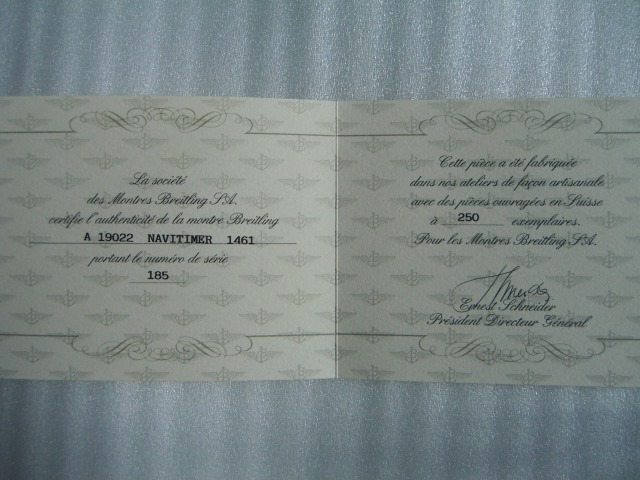 La société
des Montres Breitling S.A.
certifie l'authenticité de la montre Breitling
A 19022 NAVITIMER 1461
portant le numéro de série
185
Cette pièce a été fabriquée
dans nos ateliers de façon artisanale
avec des pièces ouvragées en Suisse
à 250 exemplaires.
Pour les Montres Breitling S.A.
Ernest Schneider
Président Directeur Général